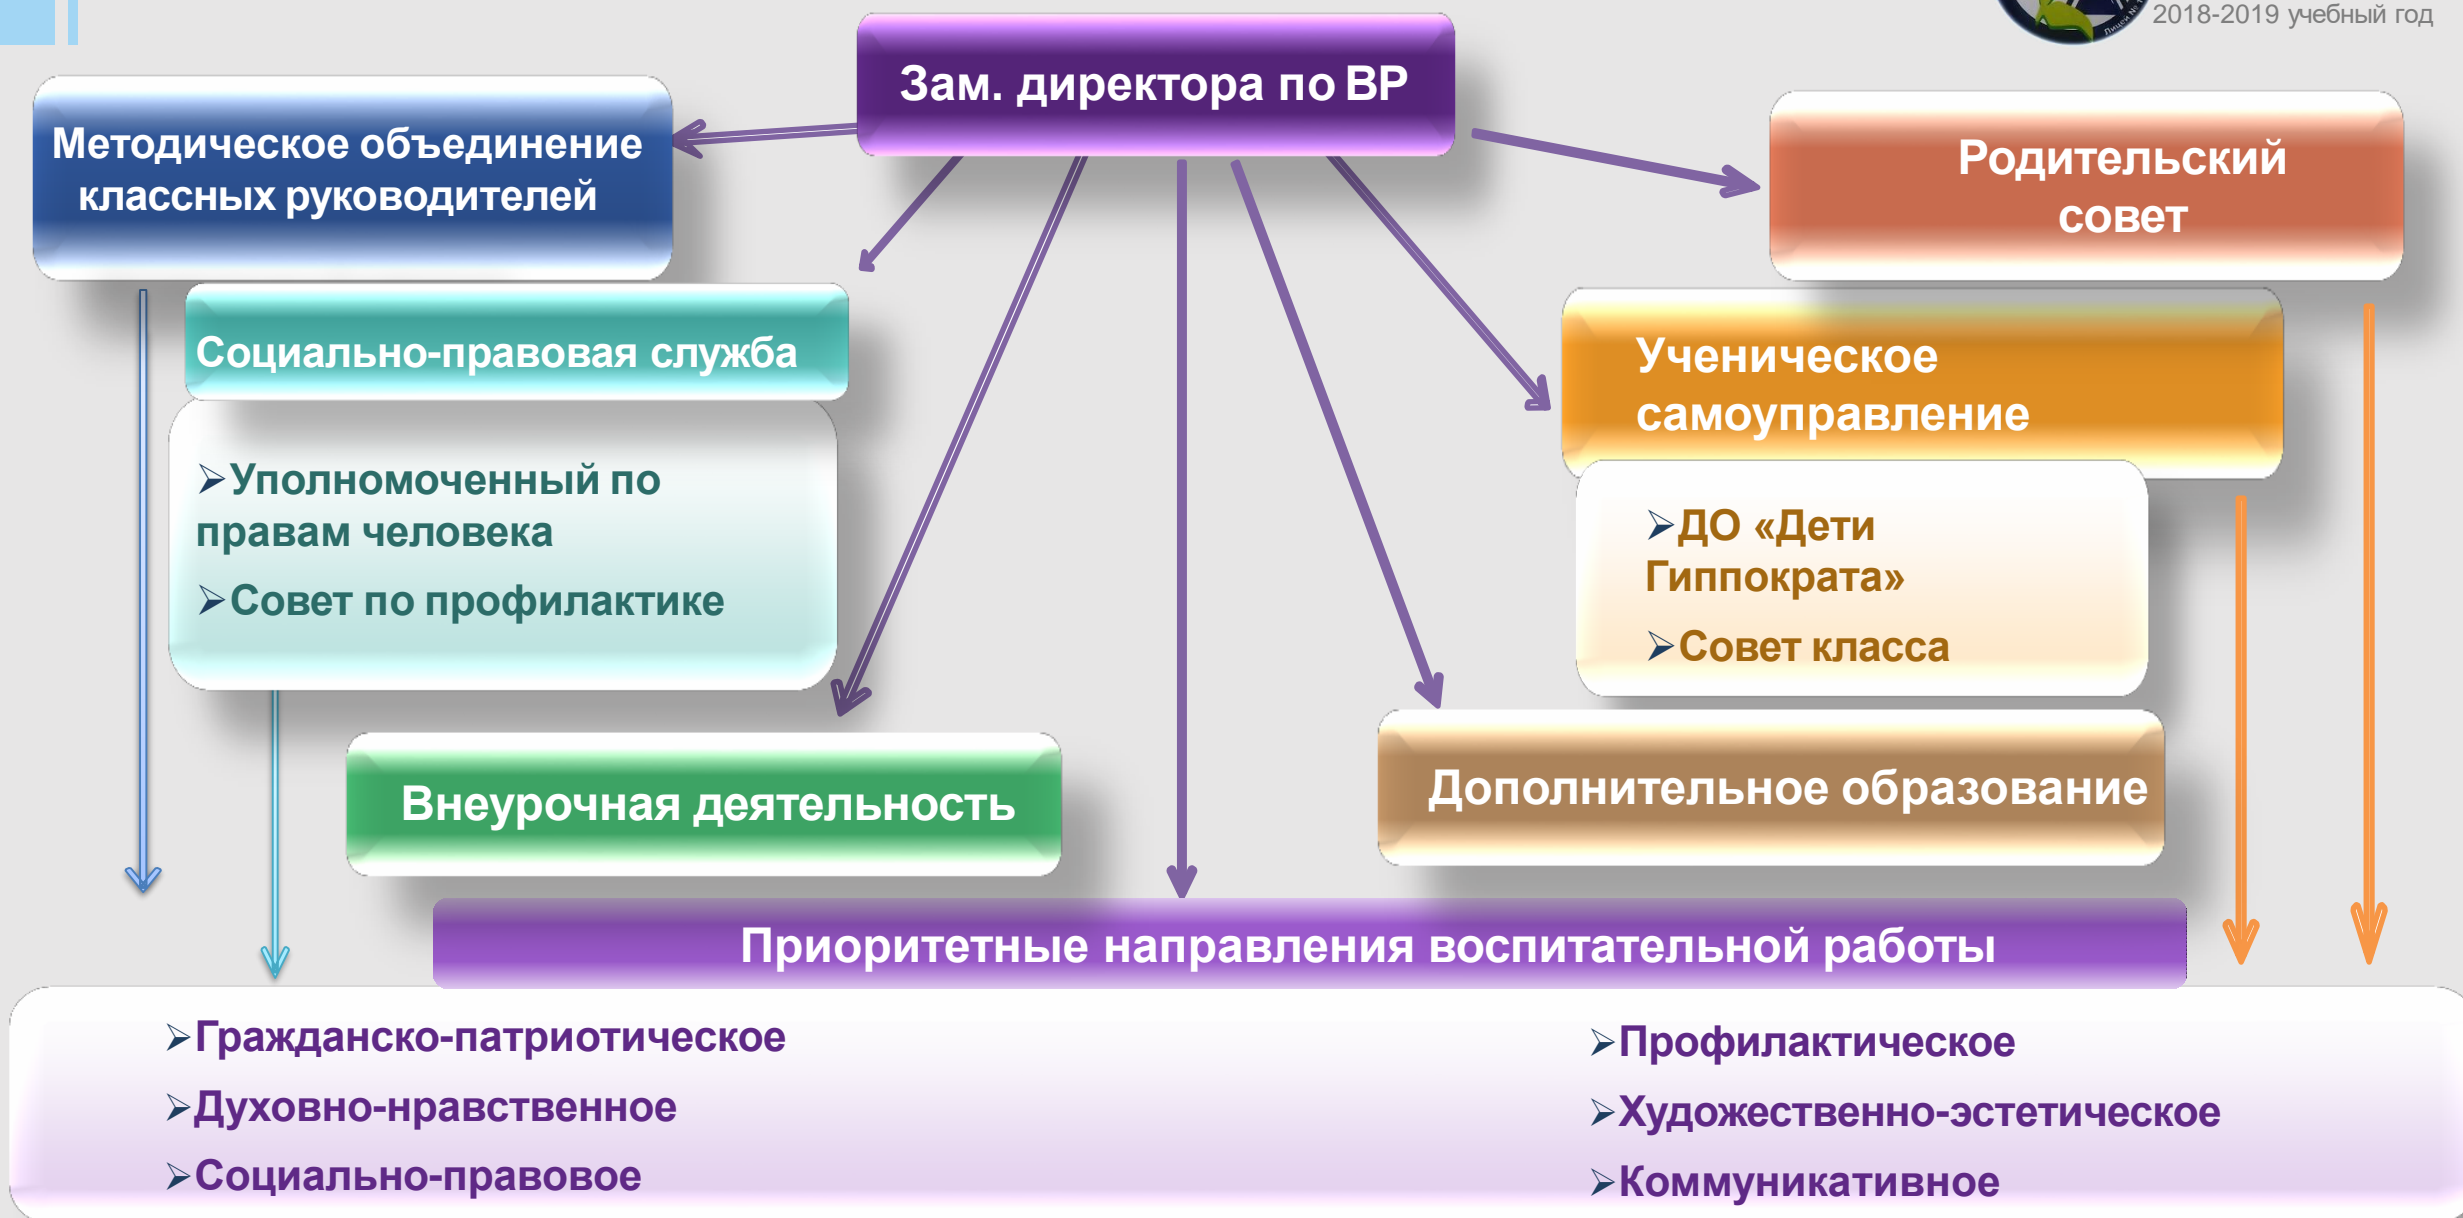 2018-2019 учебный год
Зам. директора по ВР
Методическое объединение
классных руководителей
Родительский
совет
Социально-правовая служба
Ученическое
самоуправление
➢Уполномоченный по
правам человека
➢Совет по профилактике
➢ДО «Дети
Гиппократа»
➢Совет класса
Внеурочная деятельность
Дополнительное образование
Приоритетные направления воспитательной работы
➢Гражданско-патриотическое
➢Духовно-нравственное
➢Социально-правовое
➢Профилактическое
➢Художественно-эстетическое
➢Коммуникативное